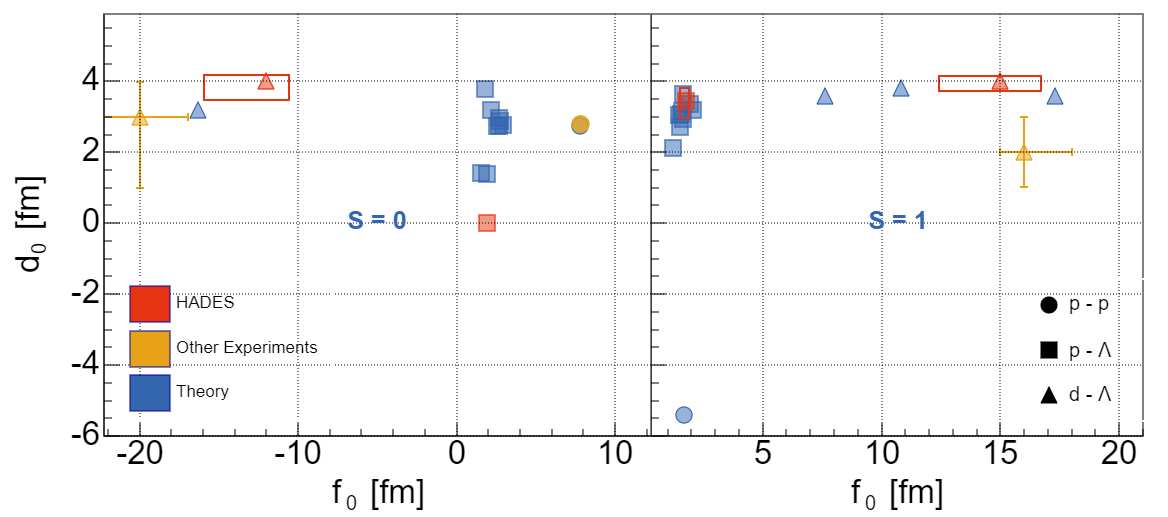 4
2
0
-2
-4
-6
d₀ [fm]
S = 0
S = 1
HADES
Other Experiments
Theory
p - p
p - Λ
d - Λ
-20 -10 0 10
5 10 15 20
f₀ [fm]
f₀ [fm]